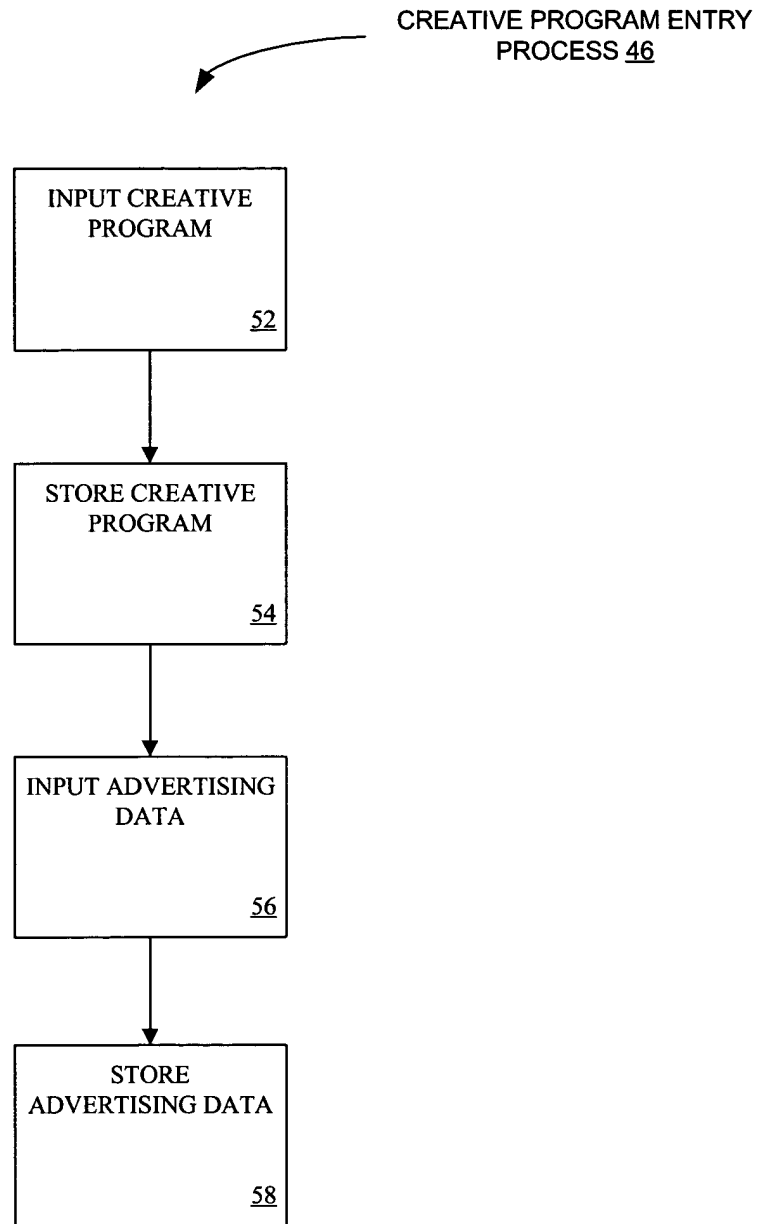 CREATIVE PROGRAM ENTRY
PROCESS 46
INPUT CREATIVE
PROGRAM
52
STORE CREATIVE
PROGRAM
54
INPUT ADVERTISING
DATA
56
STORE
ADVERTISING DATA
58